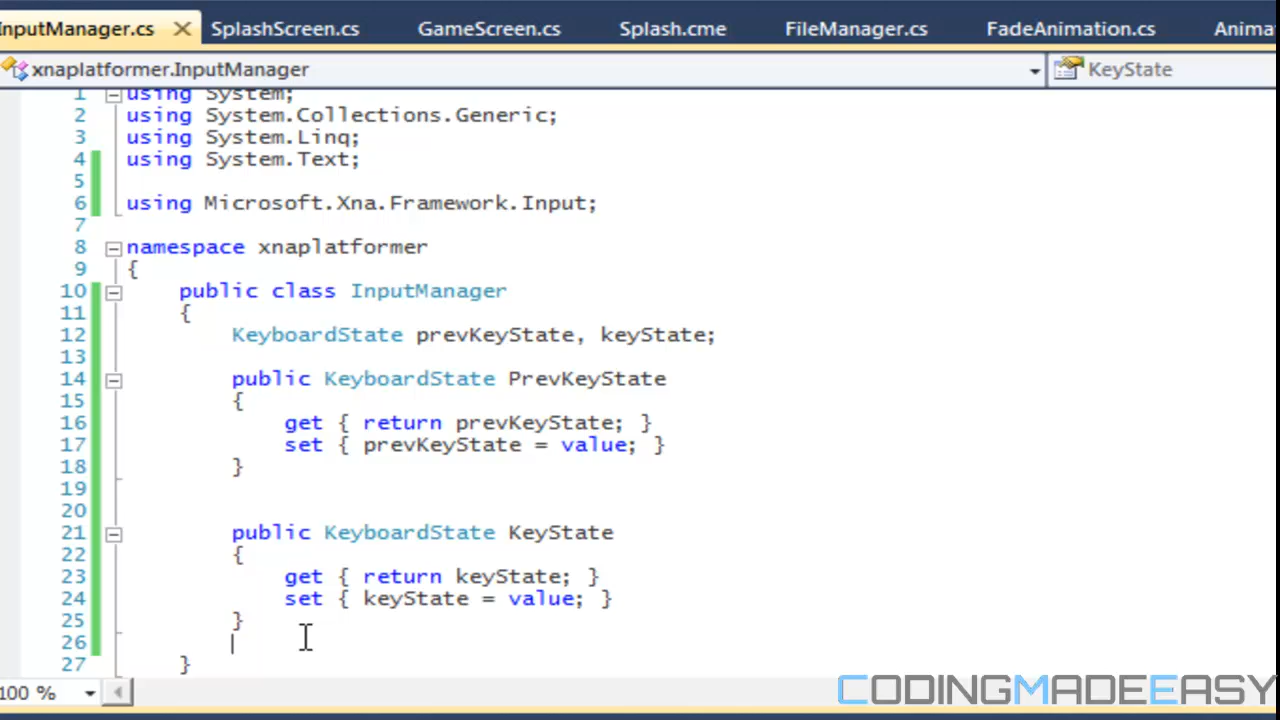 InputManager.cs SplashScreen.cs GameScreen.cs Splash.cme FileManager.cs FadeAnimation.cs Anima
xnaplatformer.InputManager KeyState
1 using System;
2 using System.Collections.Generic;
3 using System.Linq;
4 using System.Text;
5
6 using Microsoft.Xna.Framework.Input;
7
8 namespace xnaplatformer
9 {
10 public class InputManager
11 {
12 KeyboardState prevKeyState, keyState;
13
14 public KeyboardState PrevKeyState
15 {
16 get { return prevKeyState; }
17 set { prevKeyState = value; }
18 }
19
20
21 public KeyboardState KeyState
22 {
23 get { return keyState; }
24 set { keyState = value; }
25 }
26
27 }
100 %
CODINGMADEEASY